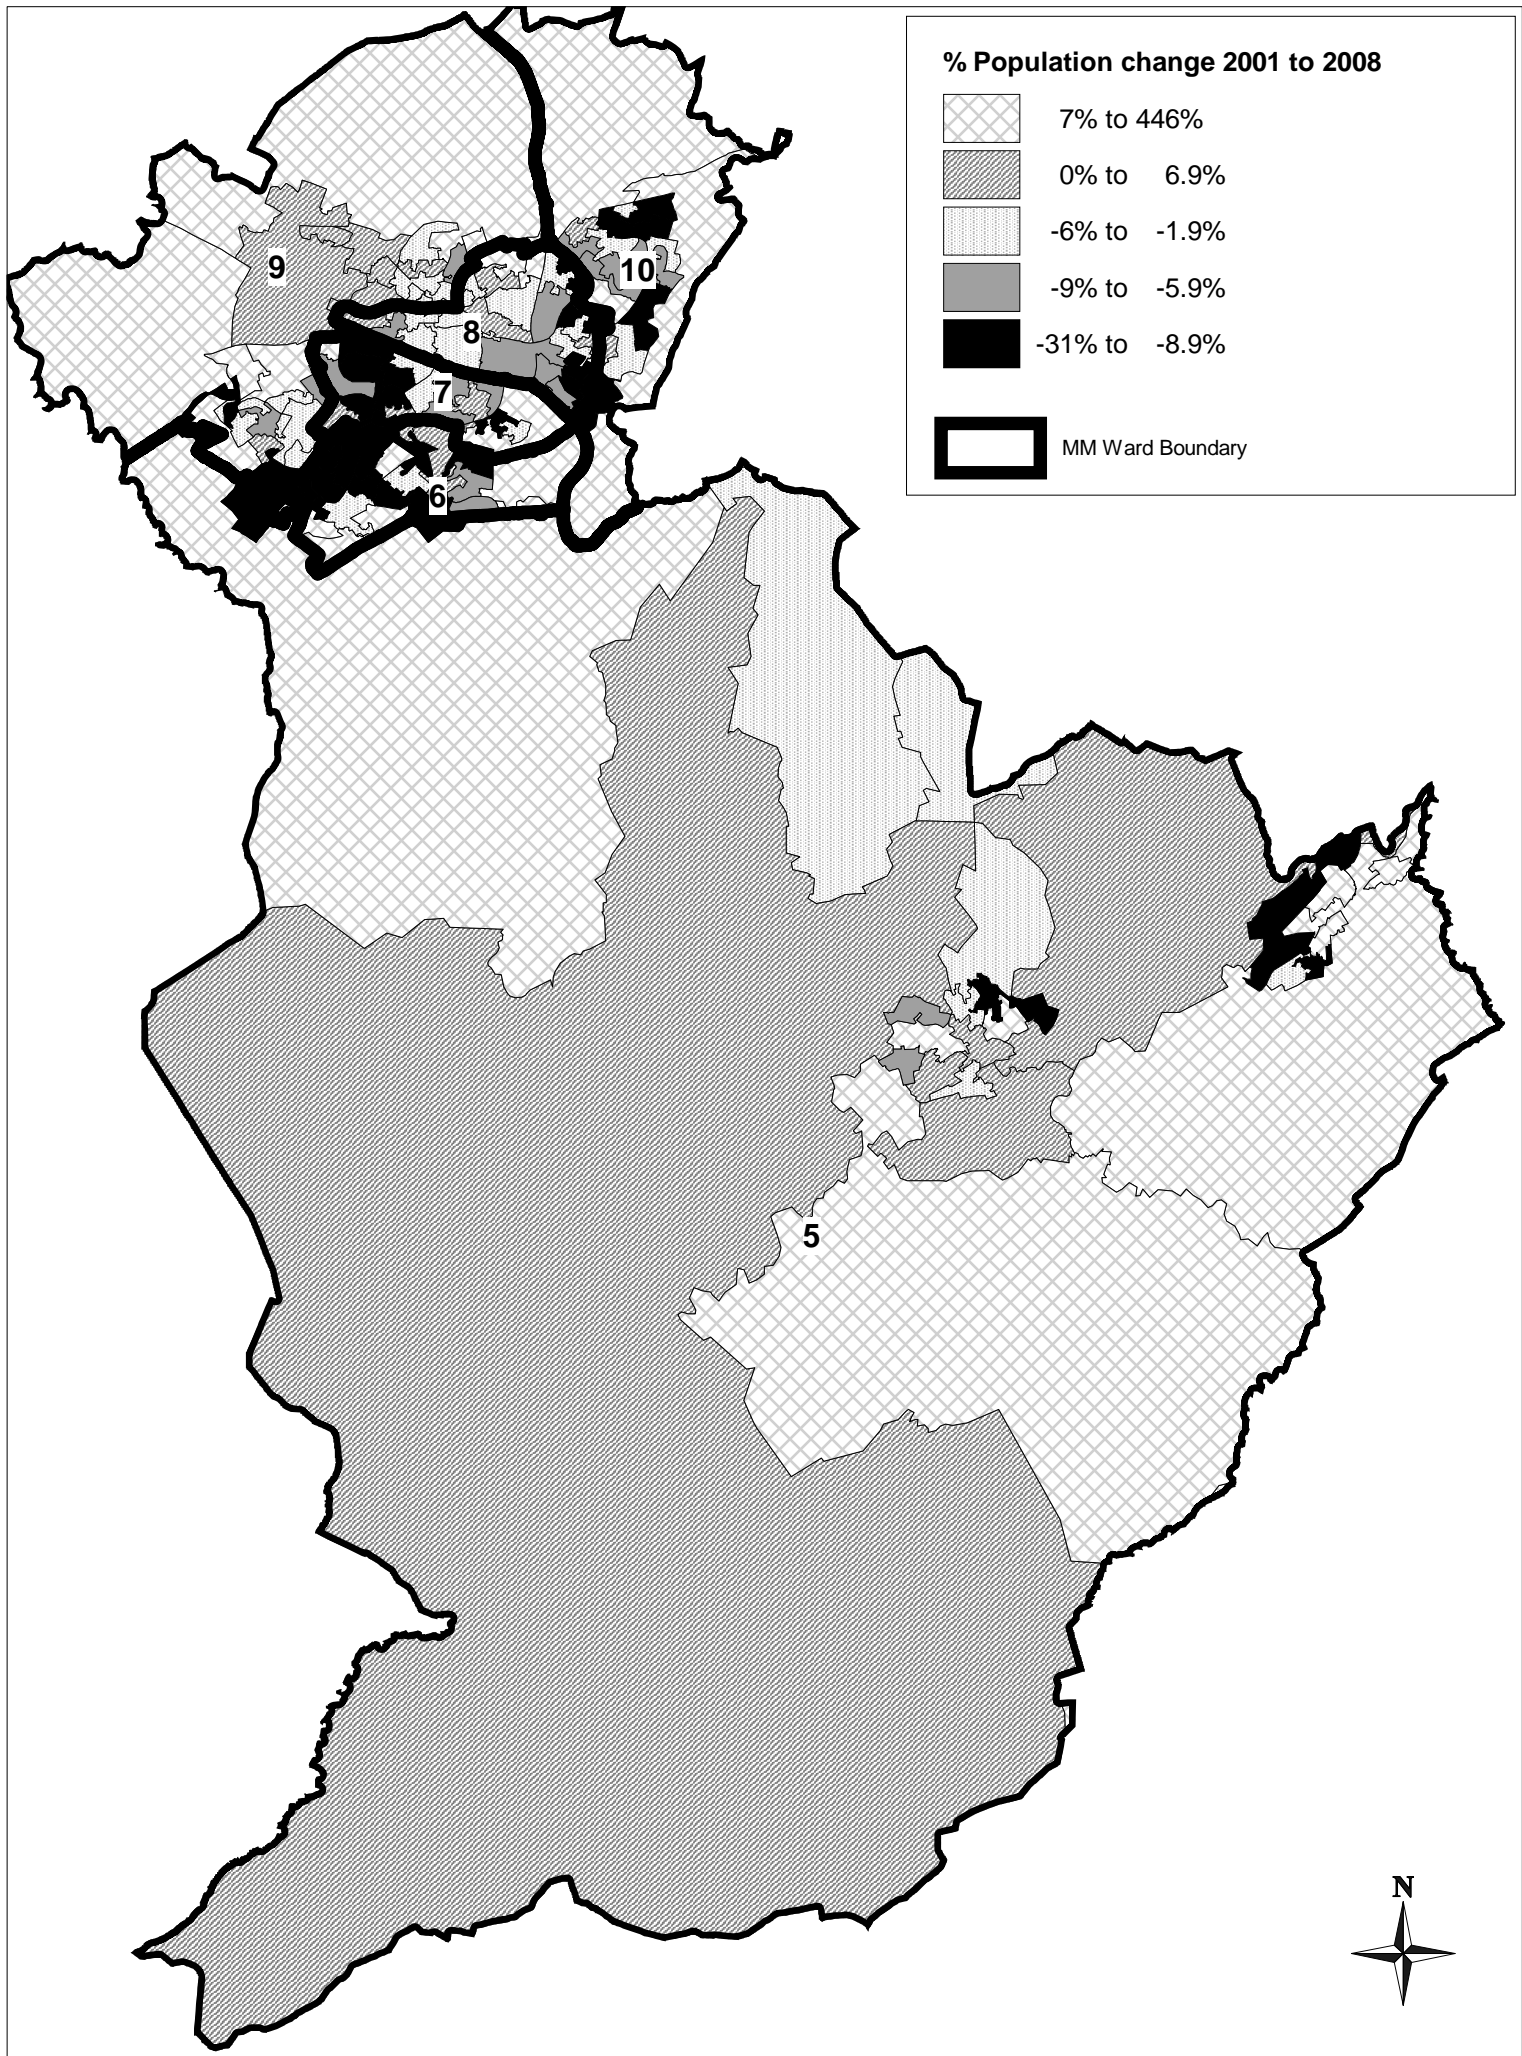 % Population change 2001 to 2008
7% to 446%
0% to 6.9%
-6% to -1.9%
-9% to -5.9%
-31% to -8.9%
MM Ward Boundary
9
10
8
7
6
5
N